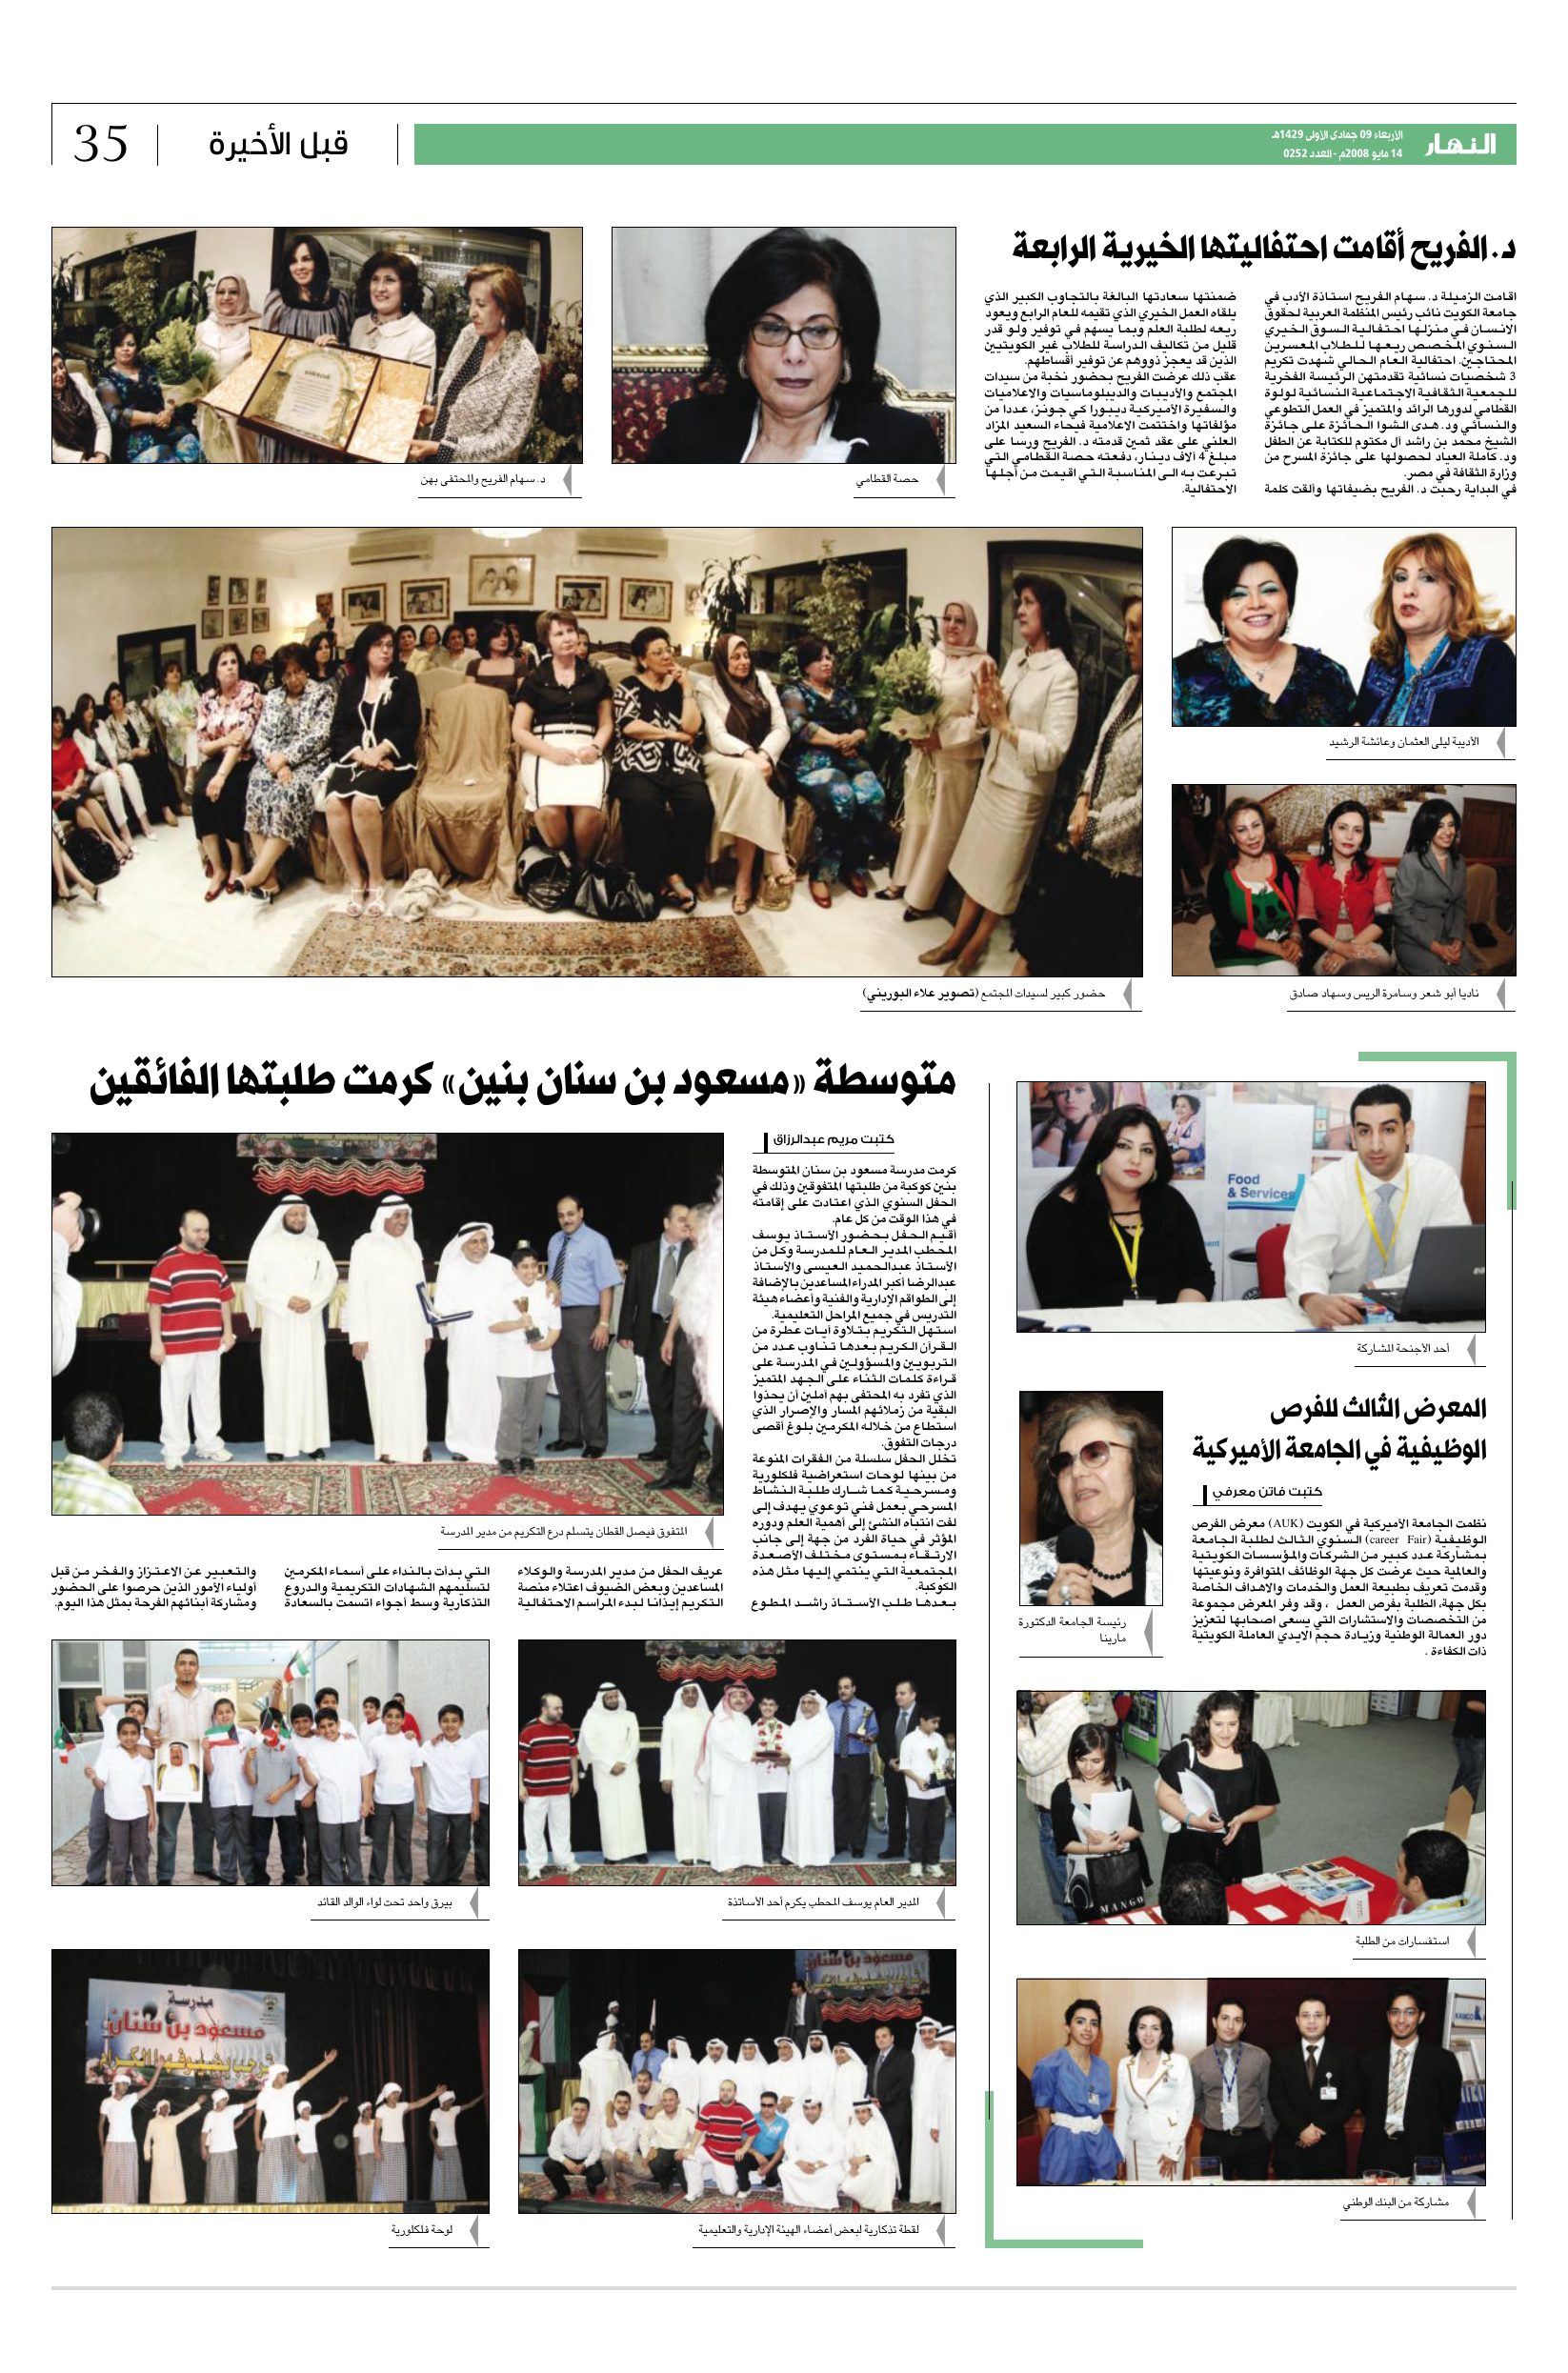 النهار
الأربعاء 09 جمادى الأولى 1429هـ
14 مايو 2008م - العدد 0252
قبل الأخيرة
35
د. الفريح أقامت احتفاليتها الخيرية الرابعة
اقامت الزميلة د. سهام الفريح استاذة الأدب في
جامعة الكويت نائب رئيس المنظمة العربية لحقوق
الانسان في منزلها احتفالية السوق الخيري
السنوي المخصص ريعها للطلاب المعسرين
المحتاجين. احتفالية العام الحالي شهدت تكريم
3 شخصيات نسائية تقدمتهن الرئيسة الفخرية
للجمعية الثقافية الاجتماعية النسائية لولوة
القطامي لدورها الرائد والمتميز في العمل التطوعي
والنسائي ود. هدى الشوا الحائزة على جائزة
الشيخ محمد بن راشد آل مكتوم للكتابة عن الطفل
ود. كاملة العياد لحصولها على جائزة المسرح من
وزارة الثقافة في مصر.
في البداية رحبت د. الفريح بضيفاتها وألقت كلمة
ضمنتها سعادتها البالغة بالتجاوب الكبير الذي
يلقاه العمل الخيري الذي تقيمه للعام الرابع ويعود
ريعه لطلبة العلم وبما يسهم في توفير ولو قدر
قليل من تكاليف الدراسة للطلاب غير الكويتيين
الذين قد يعجز ذووهم عن توفير أقساطهم.
عقب ذلك عرضت الفريح بحضور نخبة من سيدات
المجتمع والأديبات والديبلوماسيات والاعلاميات
والسفيرة الأميركية ديبورا كي جونز، عددا من
مؤلفاتها واختتمت الاعلامية فيحاء السعيد المزاد
العلني على عقد ثمين قدمته د. الفريح ورسا على
مبلغ 4 آلاف دينار، دفعته حصة القطامي التي
تبرعت به الى المناسبة التي اقيمت من أجلها
الاحتفالية.
حصة القطامي
د. سهام الفريح والمحتفى بهن
الأديبة ليلى العثمان وعائشة الرشيد
ناديا أبو شعر وسامرة الريس وسهاد صادق
حضور كبير لسيدات المجتمع (تصوير علاء البوريني)
Food
& Services
أحد الأجنحة المشاركة
المعرض الثالث للفرص
الوظيفية في الجامعة الأميركية
كتبت فاتن معرفي
نظمت الجامعة الأميركية في الكويت (AUK) معرض الفرص
الوظيفية (career Fair) السنوي الثالث لطلبة الجامعة
بمشاركة عدد كبير من الشركات والمؤسسات الكويتية
والعالمية حيث عرضت كل جهة الوظائف المتوافرة ونوعيتها
وقدمت تعريف بطبيعة العمل والخدمات والاهداف الخاصة
بكل جهة، الطلبة بفرص العمل ، وقد وفر المعرض مجموعة
من التخصصات والاستشارات التي يسعى اصحابها لتعزيز
دور العمالة الوطنية وزيادة حجم الايدي العاملة الكويتية
ذات الكفاءة .
رئيسة الجامعة الدكتورة
مارينا
MANGO
استفسارات من الطلبة
مشاركة من البنك الوطني
متوسطة «مسعود بن سنان بنين» كرمت طلبتها الفائقين
كتبت مريم عبدالرزاق
كرمت مدرسة مسعود بن سنان المتوسطة
بنين كوكبة من طلبتها المتفوقين وذلك في
الحفل السنوي الذي اعتادت على إقامته
في هذا الوقت من كل عام.
أقيم الحفل بحضور الأستاذ يوسف
المحطب المدير العام للمدرسة وكل من
الأستاذ عبدالحميد العيسى والأستاذ
عبدالرضا أكبر المدراء المساعدين بالإضافة
إلى الطواقم الإدارية والفنية وأعضاء هيئة
التدريس في جميع المراحل التعليمية.
استهل التكريم بتلاوة آيات عطرة من
القرآن الكريم بعدها تناوب عدد من
التربويين والمسؤولين في المدرسة على
قراءة كلمات الثناء على الجهد المتميز
الذي تفرد به المحتفى بهم آملين أن يحذوا
البقية من زملائهم المسار والإصرار الذي
استطاع من خلاله المكرمين بلوغ أقصى
درجات التفوق.
تخلل الحفل سلسلة من الفقرات المنوعة
من بينها لوحات استعراضية فلكلورية
ومسرحية كما شارك طلبة النشاط
المسرحي بعمل فني توعوي يهدف إلى
لفت انتباه النشئ إلى أهمية العلم ودوره
المؤثر في حياة الفرد من جهة إلى جانب
الارتقاء بمستوى مختلف الأصعدة
المجتمعية التي ينتمي إليها مثل هذه
الكوكبة.
بعدها طلب الأستاذ راشد المطوع
عريف الحفل من مدير المدرسة والوكلاء
المساعدين وبعض الضيوف اعتلاء منصة
التكريم إيذانا لبدء المراسم الاحتفالية
التي بدأت بالنداء على أسماء المكرمين
لتسليمهم الشهادات التكريمية والدروع
التذكارية وسط أجواء اتسمت بالسعادة
والتعبير عن الاعتزاز والفخر من قبل
أولياء الأمور الذين حرصوا على الحضور
ومشاركة أبنائهم الفرحة بمثل هذا اليوم.
المتفوق فيصل القطان يتسلم درع التكريم من مدير المدرسة
المدير العام يوسف المحطب يكرم أحد الأساتذة
بيرق واحد تحت لواء الوالد القائد
مدرسة
مسعود بن سنان
ترحب بضيوفها الكرام
لقطة تذكارية لبعض أعضاء الهيئة الإدارية والتعليمية
لوحة فلكلورية